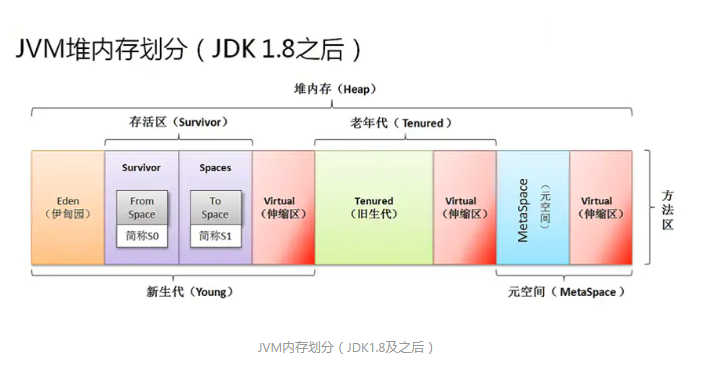 JVM堆内存划分（JDK 1.8之后）
堆内存（Heap）
存活区（Survivor）
老年代（ Tenured）
Eden
（伊甸园）
Survivor
From
Space
简称S0
Spaces
To
Space
简称S1
Virtual
（伸缩区）
Tenured
（旧生代）
Virtual
（伸缩区）
MetaSpace
（元空间）
Virtual
（伸缩区）
方法区
新生代（Young）
元空间（ MetaSpace）
JVM内存划分（JDK1.8及之后）